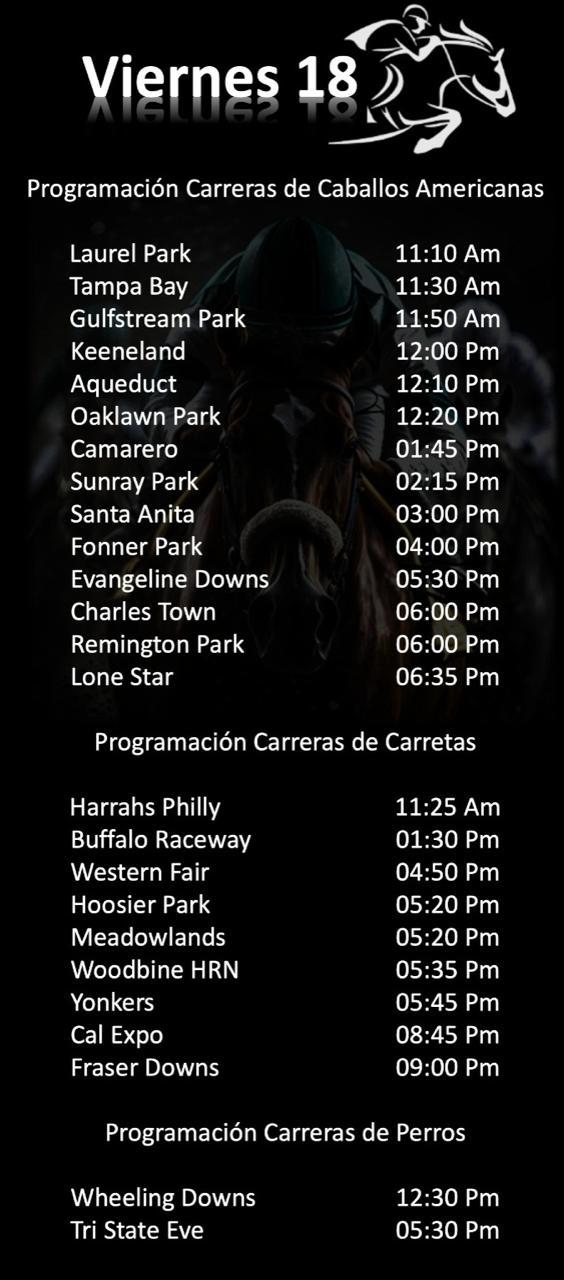 Viernes 18
Programación Carreras de Caballos Americanas
Laurel Park 11:10 Am
Tampa Bay 11:30 Am
Gulfstream Park 11:50 Am
Keeneland 12:00 Pm
Aqueduct 12:10 Pm
Oaklawn Park 12:20 Pm
Camarero 01:45 Pm
Sunray Park 02:15 Pm
Santa Anita 03:00 Pm
Fonner Park 04:00 Pm
Evangeline Downs 05:30 Pm
Charles Town 06:00 Pm
Remington Park 06:00 Pm
Lone Star 06:35 Pm
Programación Carreras de Carretas
Harrahs Philly 11:25 Am
Buffalo Raceway 01:30 Pm
Western Fair 04:50 Pm
Hoosier Park 05:20 Pm
Meadowlands 05:20 Pm
Woodbine HRN 05:35 Pm
Yonkers 05:45 Pm
Cal Expo 08:45 Pm
Fraser Downs 09:00 Pm
Programación Carreras de Perros
Wheeling Downs 12:30 Pm
Tri State Eve 05:30 Pm